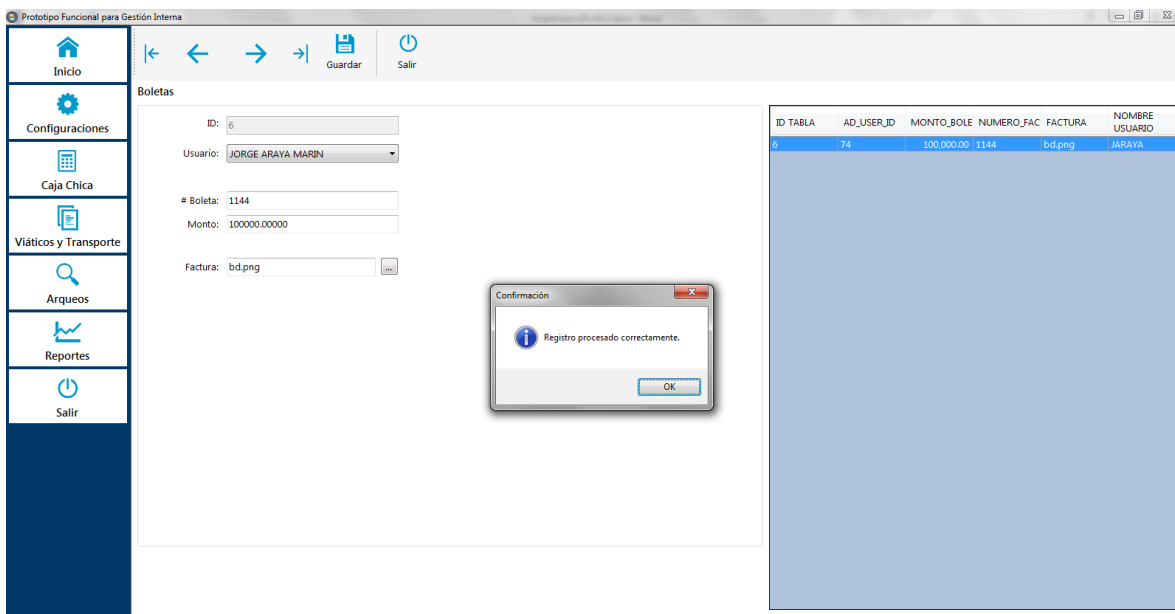 Prototipo Funcional para Gestión Interna
Inicio
Configuraciones
Caja Chica
Viáticos y Transporte
Arqueos
Reportes
Salir
Guardar
Salir
Boletas
ID: 6
Usuario: JORGE ARAYA MARIN
# Boleta: 1144
Monto: 100000.00000
Factura: bd.png ...
Confirmación
Registro procesado correctamente.
OK
ID TABLA AD_USER_ID MONTO_BOLE NUMERO_FAC FACTURA NOMBRE USUARIO
6 74 100,000.00 1144 bd.png JARAYA